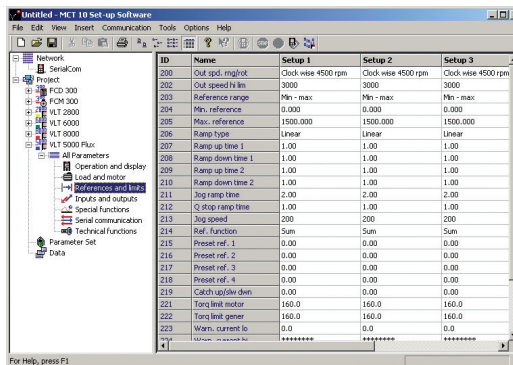 Untitled - MCT 10 Set-up Software
File Edit View Insert Communication Tools Options Help
Network
SerialCom
Project
FCD 300
FCM 300
VLT 2800
VLT 6000
VLT 8000
VLT 5000 Flux
All Parameters
Operation and display
Load and motor
References and limits
Inputs and outputs
Special functions
Serial communication
Technical functions
Parameter Set
Data
ID Name Setup 1 Setup 2 Setup 3
200 Out spd. rng/rot Clock wise 4500 rpm Clock wise 4500 rpm Clock wise 4500 rpm
202 Out speed hi lim 3000 3000 3000
203 Reference range Min - max Min - max Min - max
204 Min. reference 0.000 0.000 0.000
205 Max. reference 1500.000 1500.000 1500.000
206 Ramp type Linear Linear Linear
207 Ramp up time 1 1.00 1.00 1.00
208 Ramp down time 1 1.00 1.00 1.00
209 Ramp up time 2 1.00 1.00 1.00
210 Ramp down time 2 1.00 1.00 1.00
211 Jog ramp time 2.00 2.00 2.00
212 Q stop ramp time 1.00 1.00 1.00
213 Jog speed 200 200 200
214 Ref. function Sum Sum Sum
215 Preset ref. 1 0.00 0.00 0.00
216 Preset ref. 2 0.00 0.00 0.00
217 Preset ref. 3 0.00 0.00 0.00
218 Preset ref. 4 0.00 0.00 0.00
219 Catch up/slw dwn 0.00 0.00 0.00
221 Torq limit motor 160.0 160.0 160.0
222 Torq limit gener 160.0 160.0 160.0
223 Warn. current lo 0.0 0.0 0.0
224 Warn. current hi ******** ******** ********
For Help, press F1